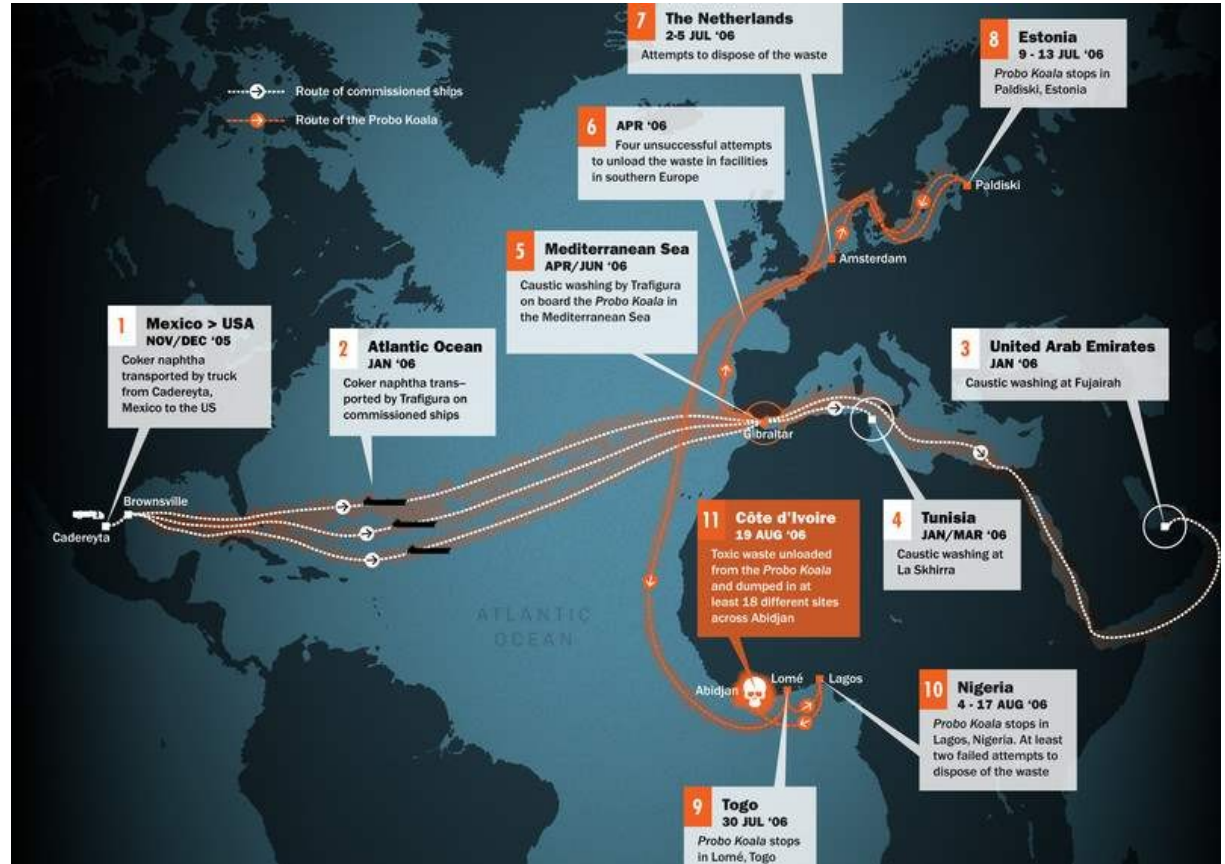 7 The Netherlands
2-5 JUL ‘06
Attempts to dispose of the waste
8 Estonia
9 - 13 JUL ‘06
Probo Koala stops in
Paldiski, Estonia
Route of commissioned ships
Route of the Probo Koala
6 APR ‘06
Four unsuccessful attempts
to unload the waste in facilities
in southern Europe
Paldiski
Amsterdam
5 Mediterranean Sea
APR/JUN ‘06
Caustic washing by Trafigura
on board the Probo Koala in
the Mediterranean Sea
1 Mexico > USA
NOV/DEC ‘05
Coker naphtha
transported by truck
from Cadereyta,
Mexico to the US
2 Atlantic Ocean
JAN ‘06
Coker naphtha trans–
ported by Trafigura on
commissioned ships
3 United Arab Emirates
JAN ‘06
Caustic washing at Fujairah
Gibraltar
Brownsville
Cadereyta
4 Tunisia
JAN/MAR ‘06
Caustic washing at
La Skhirra
11 Côte d’Ivoire
19 AUG ‘06
Toxic waste unloaded
from the Probo Koala
and dumped in at
least 18 different sites
across Abidjan
ATLANTIC
OCEAN
Abidjan
Lomé
Lagos
10 Nigeria
4 - 17 AUG ‘06
Probo Koala stops in
Lagos, Nigeria. At least
two failed attempts to
dispose of the waste
9 Togo
30 JUL ‘06
Probo Koala stops
in Lomé, Togo